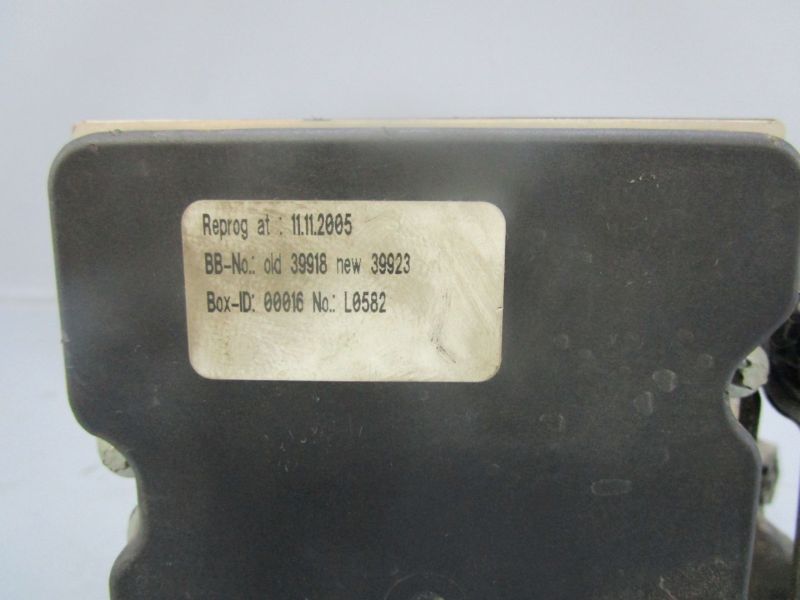 Reprog at : 11.11.2005
BB-No.: old 39918 new 39923
Box-ID: 00016 No.: L0582